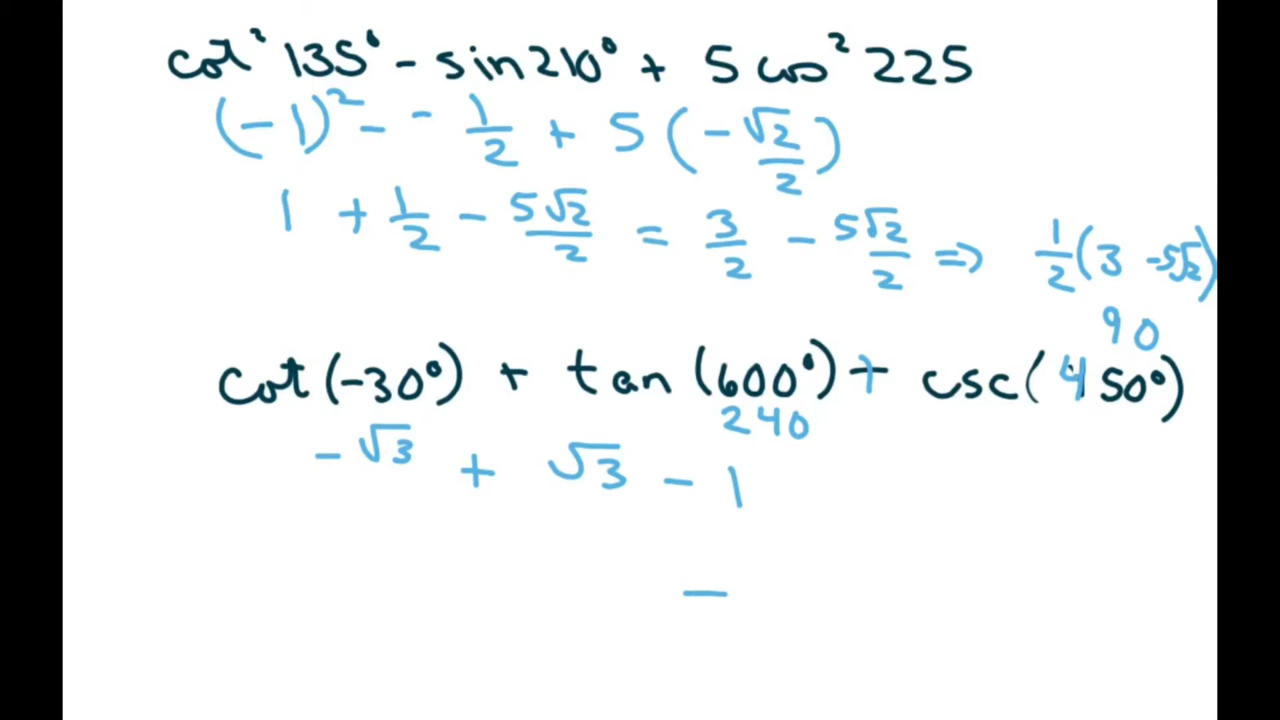 cot² 135° - sin210° + 5 cos² 225
(-1)² - - 1/2 + 5 (-√2/2)
1 + 1/2 - 5√2/2 = 3/2 - 5√2/2 => 1/2(3 -5√2)
90
cot(-30°) + tan(600°) + csc(450°)
240
-√3 + √3 - 1
—